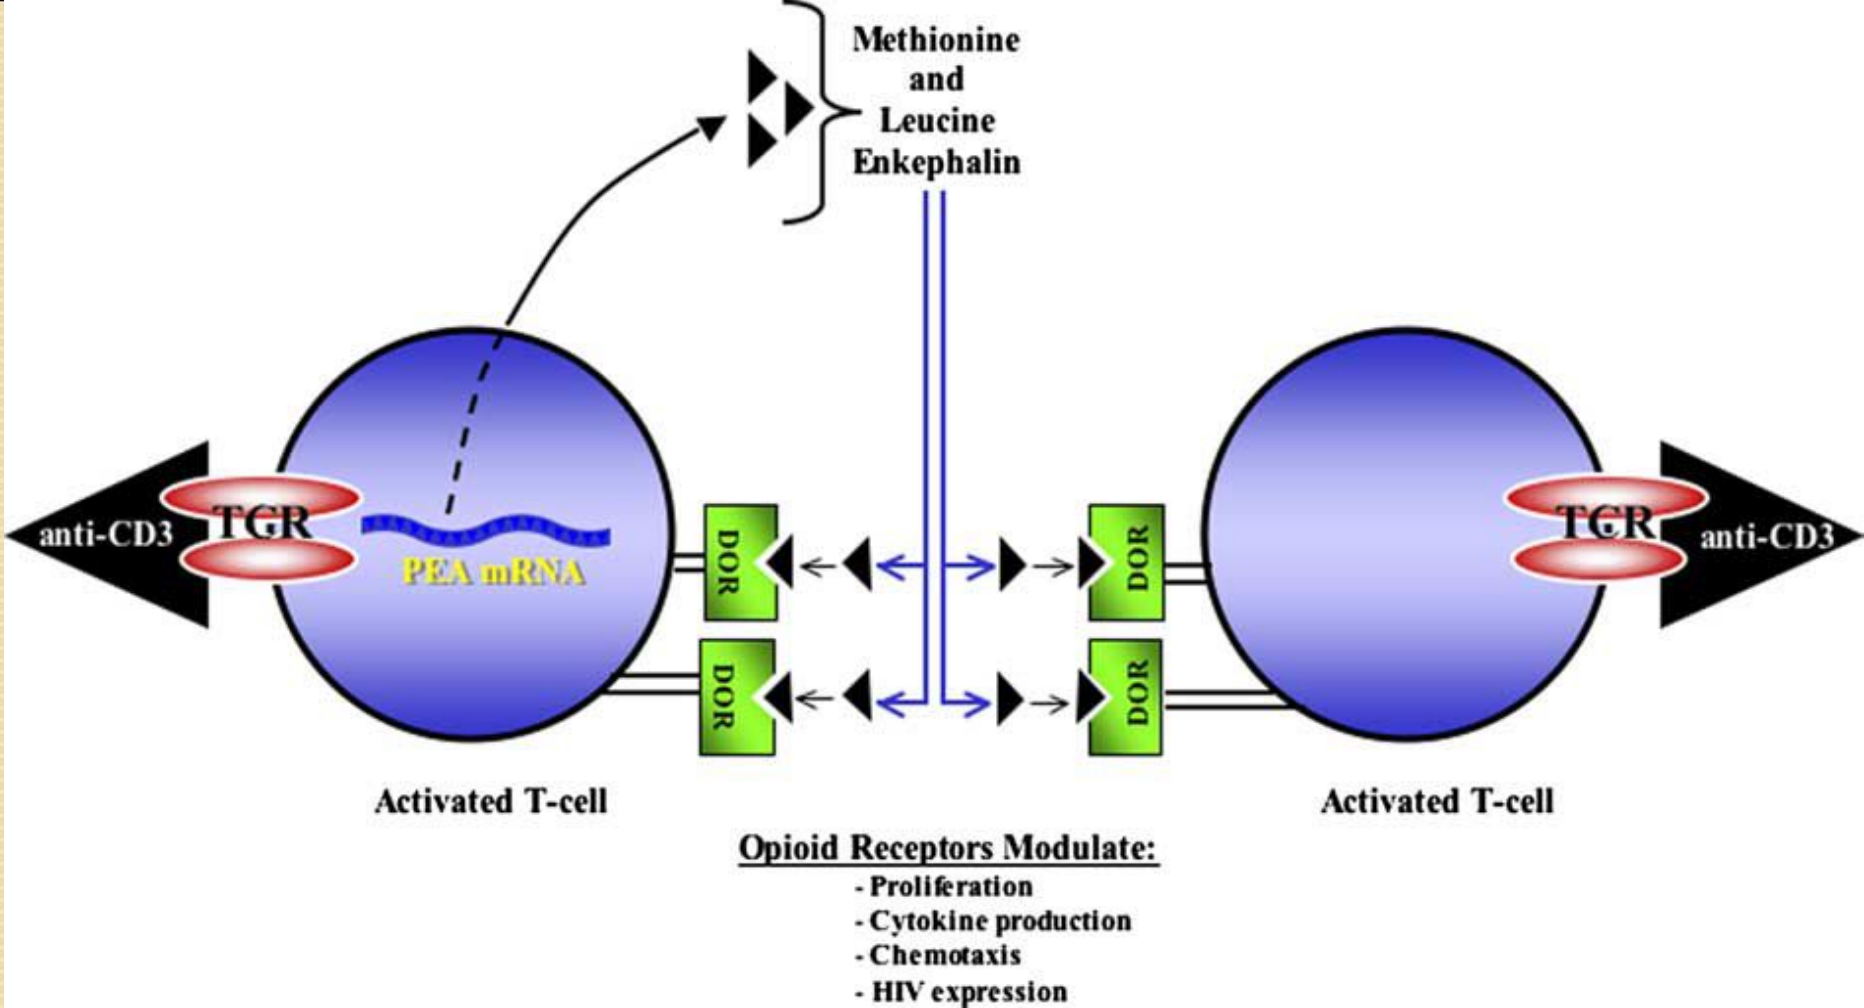 Methionine
and
Leucine
Enkephalin
anti-CD3
TCR
PEA mRNA
DOR
DOR
DOR
DOR
TCR
anti-CD3
Activated T-cell
Activated T-cell
Opioid Receptors Modulate:
- Proliferation
- Cytokine production
- Chemotaxis
- HIV expression